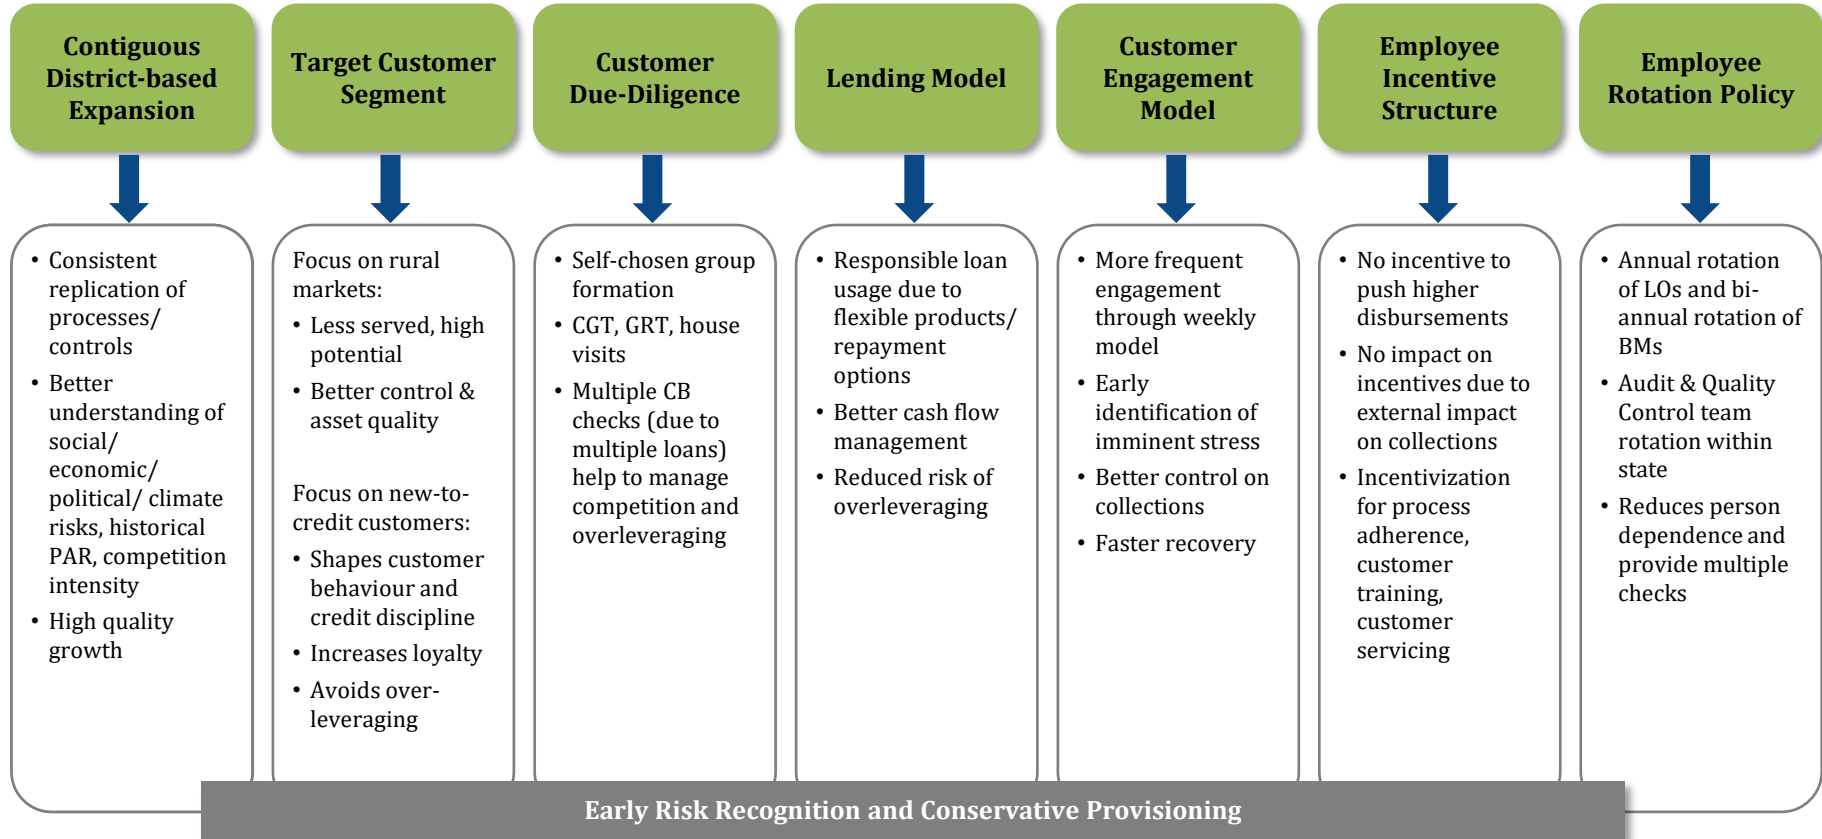 Contiguous
District-based
Expansion
• Consistent
replication of
processes/
controls
• Better
understanding of
social/
economic/
political/ climate
risks, historical
PAR, competition
intensity
• High quality
growth
Target Customer
Segment
Focus on rural
markets:
• Less served, high
potential
• Better control &
asset quality
Focus on new-to-
credit customers:
• Shapes customer
behaviour and
credit discipline
• Increases loyalty
• Avoids over-
leveraging
Customer
Due-Diligence
• Self-chosen group
formation
• CGT, GRT, house
visits
• Multiple CB
checks (due to
multiple loans)
help to manage
competition and
overleveraging
Lending Model
• Responsible loan
usage due to
flexible products/
repayment
options
• Better cash flow
management
• Reduced risk of
overleveraging
Customer
Engagement
Model
• More frequent
engagement
through weekly
model
• Early
identification of
imminent stress
• Better control on
collections
• Faster recovery
Employee
Incentive
Structure
• No incentive to
push higher
disbursements
• No impact on
incentives due to
external impact
on collections
• Incentivization
for process
adherence,
customer
training,
customer
servicing
Employee
Rotation Policy
• Annual rotation
of LOs and bi-
annual rotation of
BMs
• Audit & Quality
Control team
rotation within
state
• Reduces person
dependence and
provide multiple
checks
Early Risk Recognition and Conservative Provisioning